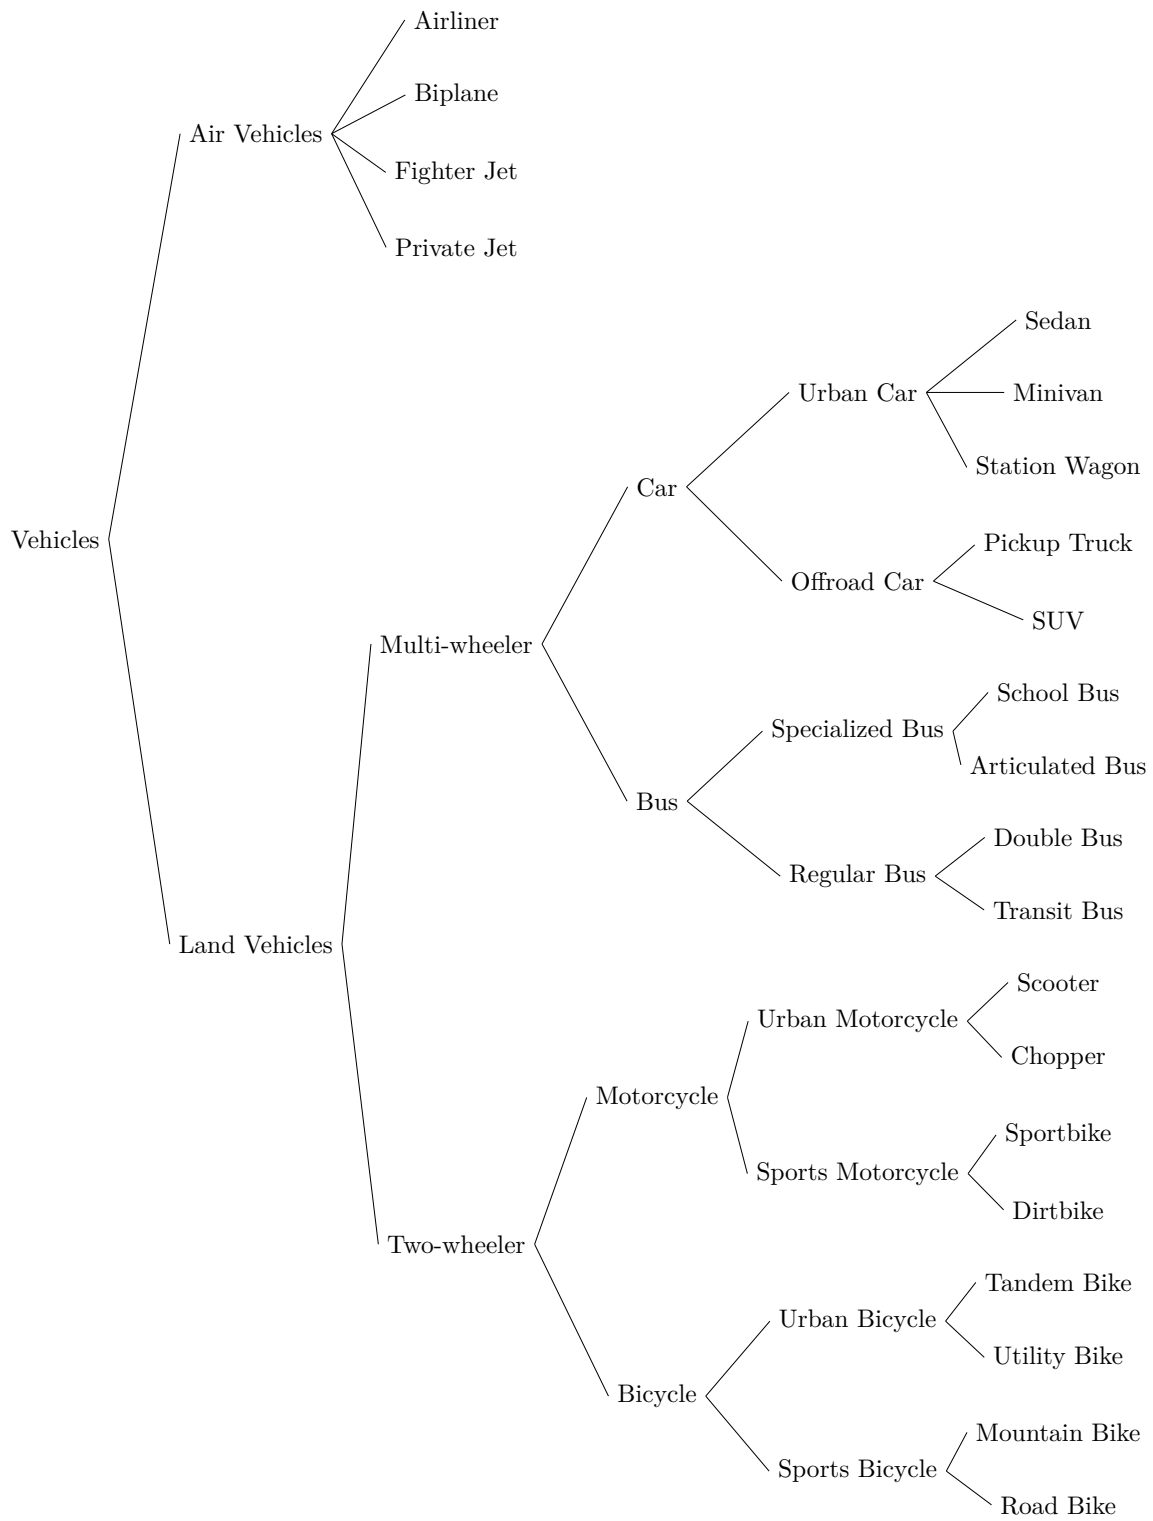 Airliner
Biplane
Air Vehicles
Fighter Jet
Private Jet
Sedan
Urban Car
Minivan
Station Wagon
Car
Vehicles
Pickup Truck
Offroad Car
SUV
Multi-wheeler
School Bus
Specialized Bus
Articulated Bus
Bus
Double Bus
Regular Bus
Transit Bus
Land Vehicles
Scooter
Urban Motorcycle
Chopper
Motorcycle
Sportbike
Sports Motorcycle
Dirtbike
Two-wheeler
Tandem Bike
Urban Bicycle
Utility Bike
Bicycle
Mountain Bike
Sports Bicycle
Road Bike